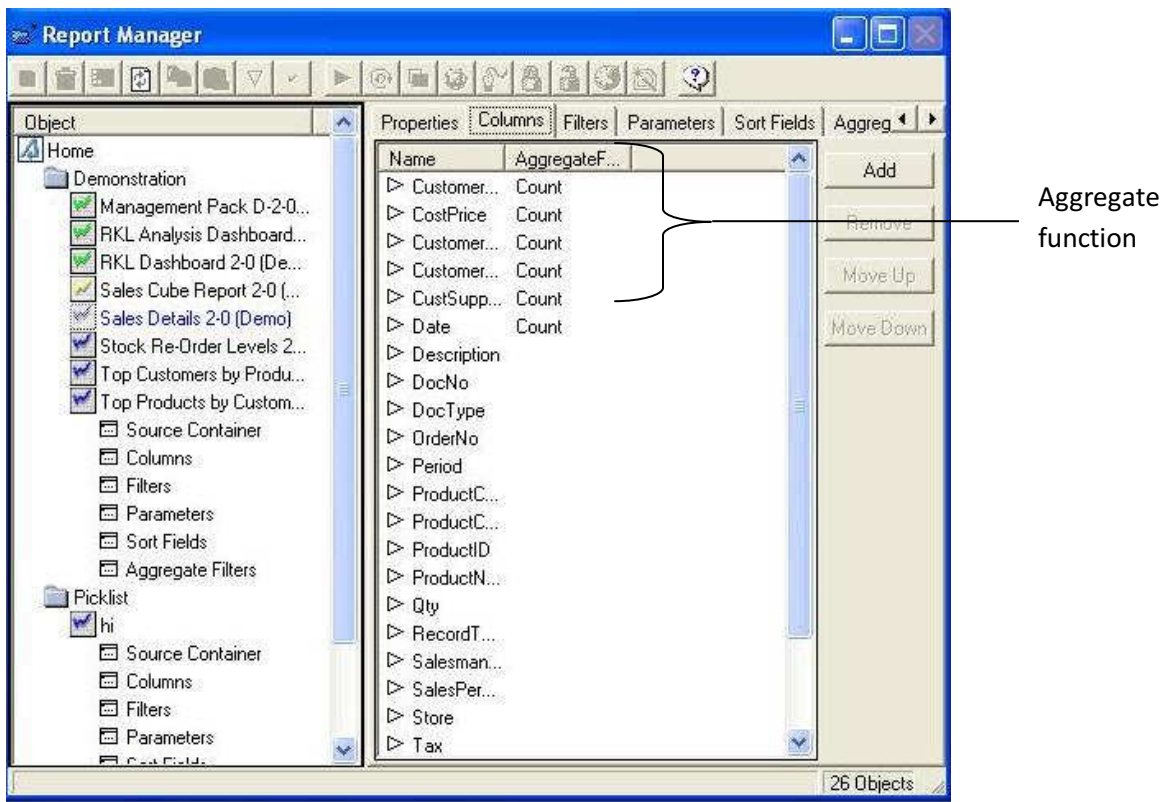 Report Manager
Object
Home
Demonstration
Management Pack D-2-0...
RKL Analysis Dashboard...
RKL Dashboard 2-0 (De...
Sales Cube Report 2-0 (...
Sales Details 2-0 (Demo)
Stock Re-Order Levels 2...
Top Customers by Produ...
Top Products by Custom...
Source Container
Columns
Filters
Parameters
Sort Fields
Aggregate Filters
Picklist
hi
Source Container
Columns
Filters
Parameters
Sort Fields
Properties Columns Filters Parameters Sort Fields Aggreg
Name AggregateF...
Customer... Count
CostPrice Count
Customer... Count
Customer... Count
CustSupp... Count
Date Count
Description
DocNo
DocType
OrderNo
Period
ProductC...
ProductC...
ProductID
ProductN...
Qty
RecordT...
Salesman...
SalesPer...
Store
Tax
Add
Remove
Move Up
Move Down
26 Objects
Aggregate
function